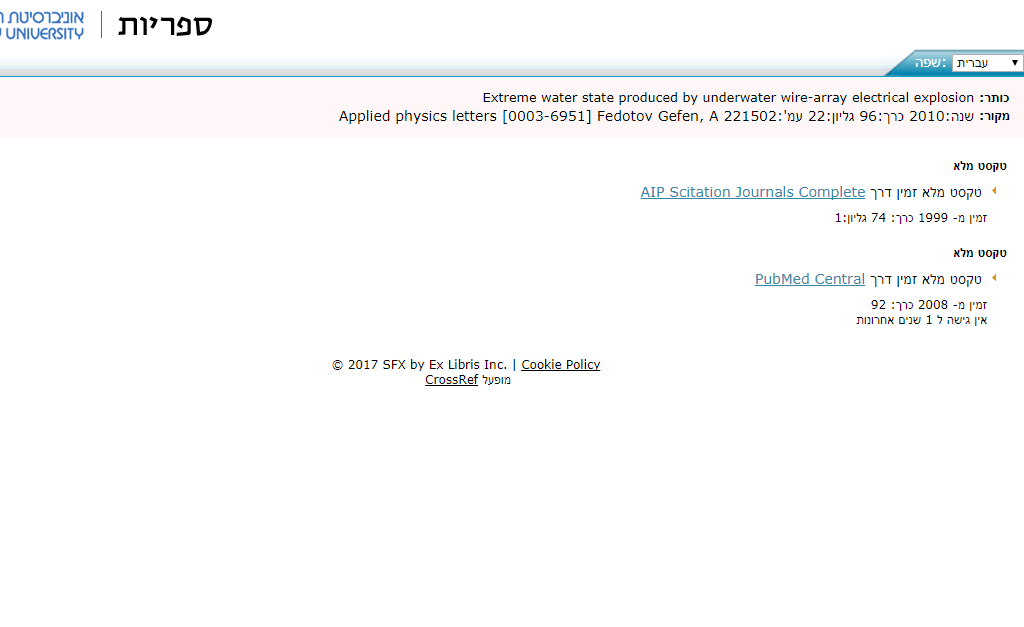 אוניברסיטת
UNIVERSITY
ספריות
שפה: עברית
כותר: Extreme water state produced by underwater wire-array electrical explosion
מקור: Applied physics letters [0003-6951] Fedotov Gefen, A שנה:2010 כרך:96 גליון:22 עמ':221502
טקסט מלא
טקסט מלא זמין דרך AIP Scitation Journals Complete
זמין מ- 1999 כרך: 74 גליון:1
טקסט מלא
טקסט מלא זמין דרך PubMed Central
זמין מ- 2008 כרך: 92
אין גישה ל 1 שנים אחרונות
© 2017 SFX by Ex Libris Inc. | Cookie Policy
מופעל CrossRef